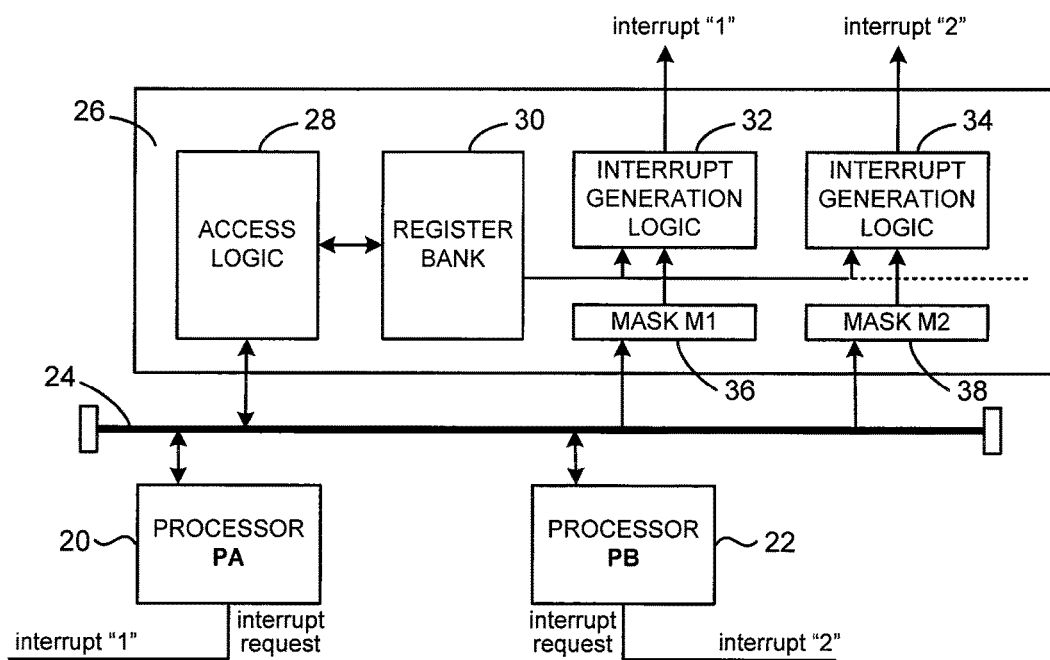 interrupt “1”
interrupt “2”
26
28
30
32
34
ACCESS
LOGIC
REGISTER
BANK
INTERRUPT
GENERATION
LOGIC
INTERRUPT
GENERATION
LOGIC
MASK M1
MASK M2
24
36
38
20
PROCESSOR
PA
PROCESSOR
PB
22
interrupt “1”
interrupt
request
interrupt
request
interrupt “2”